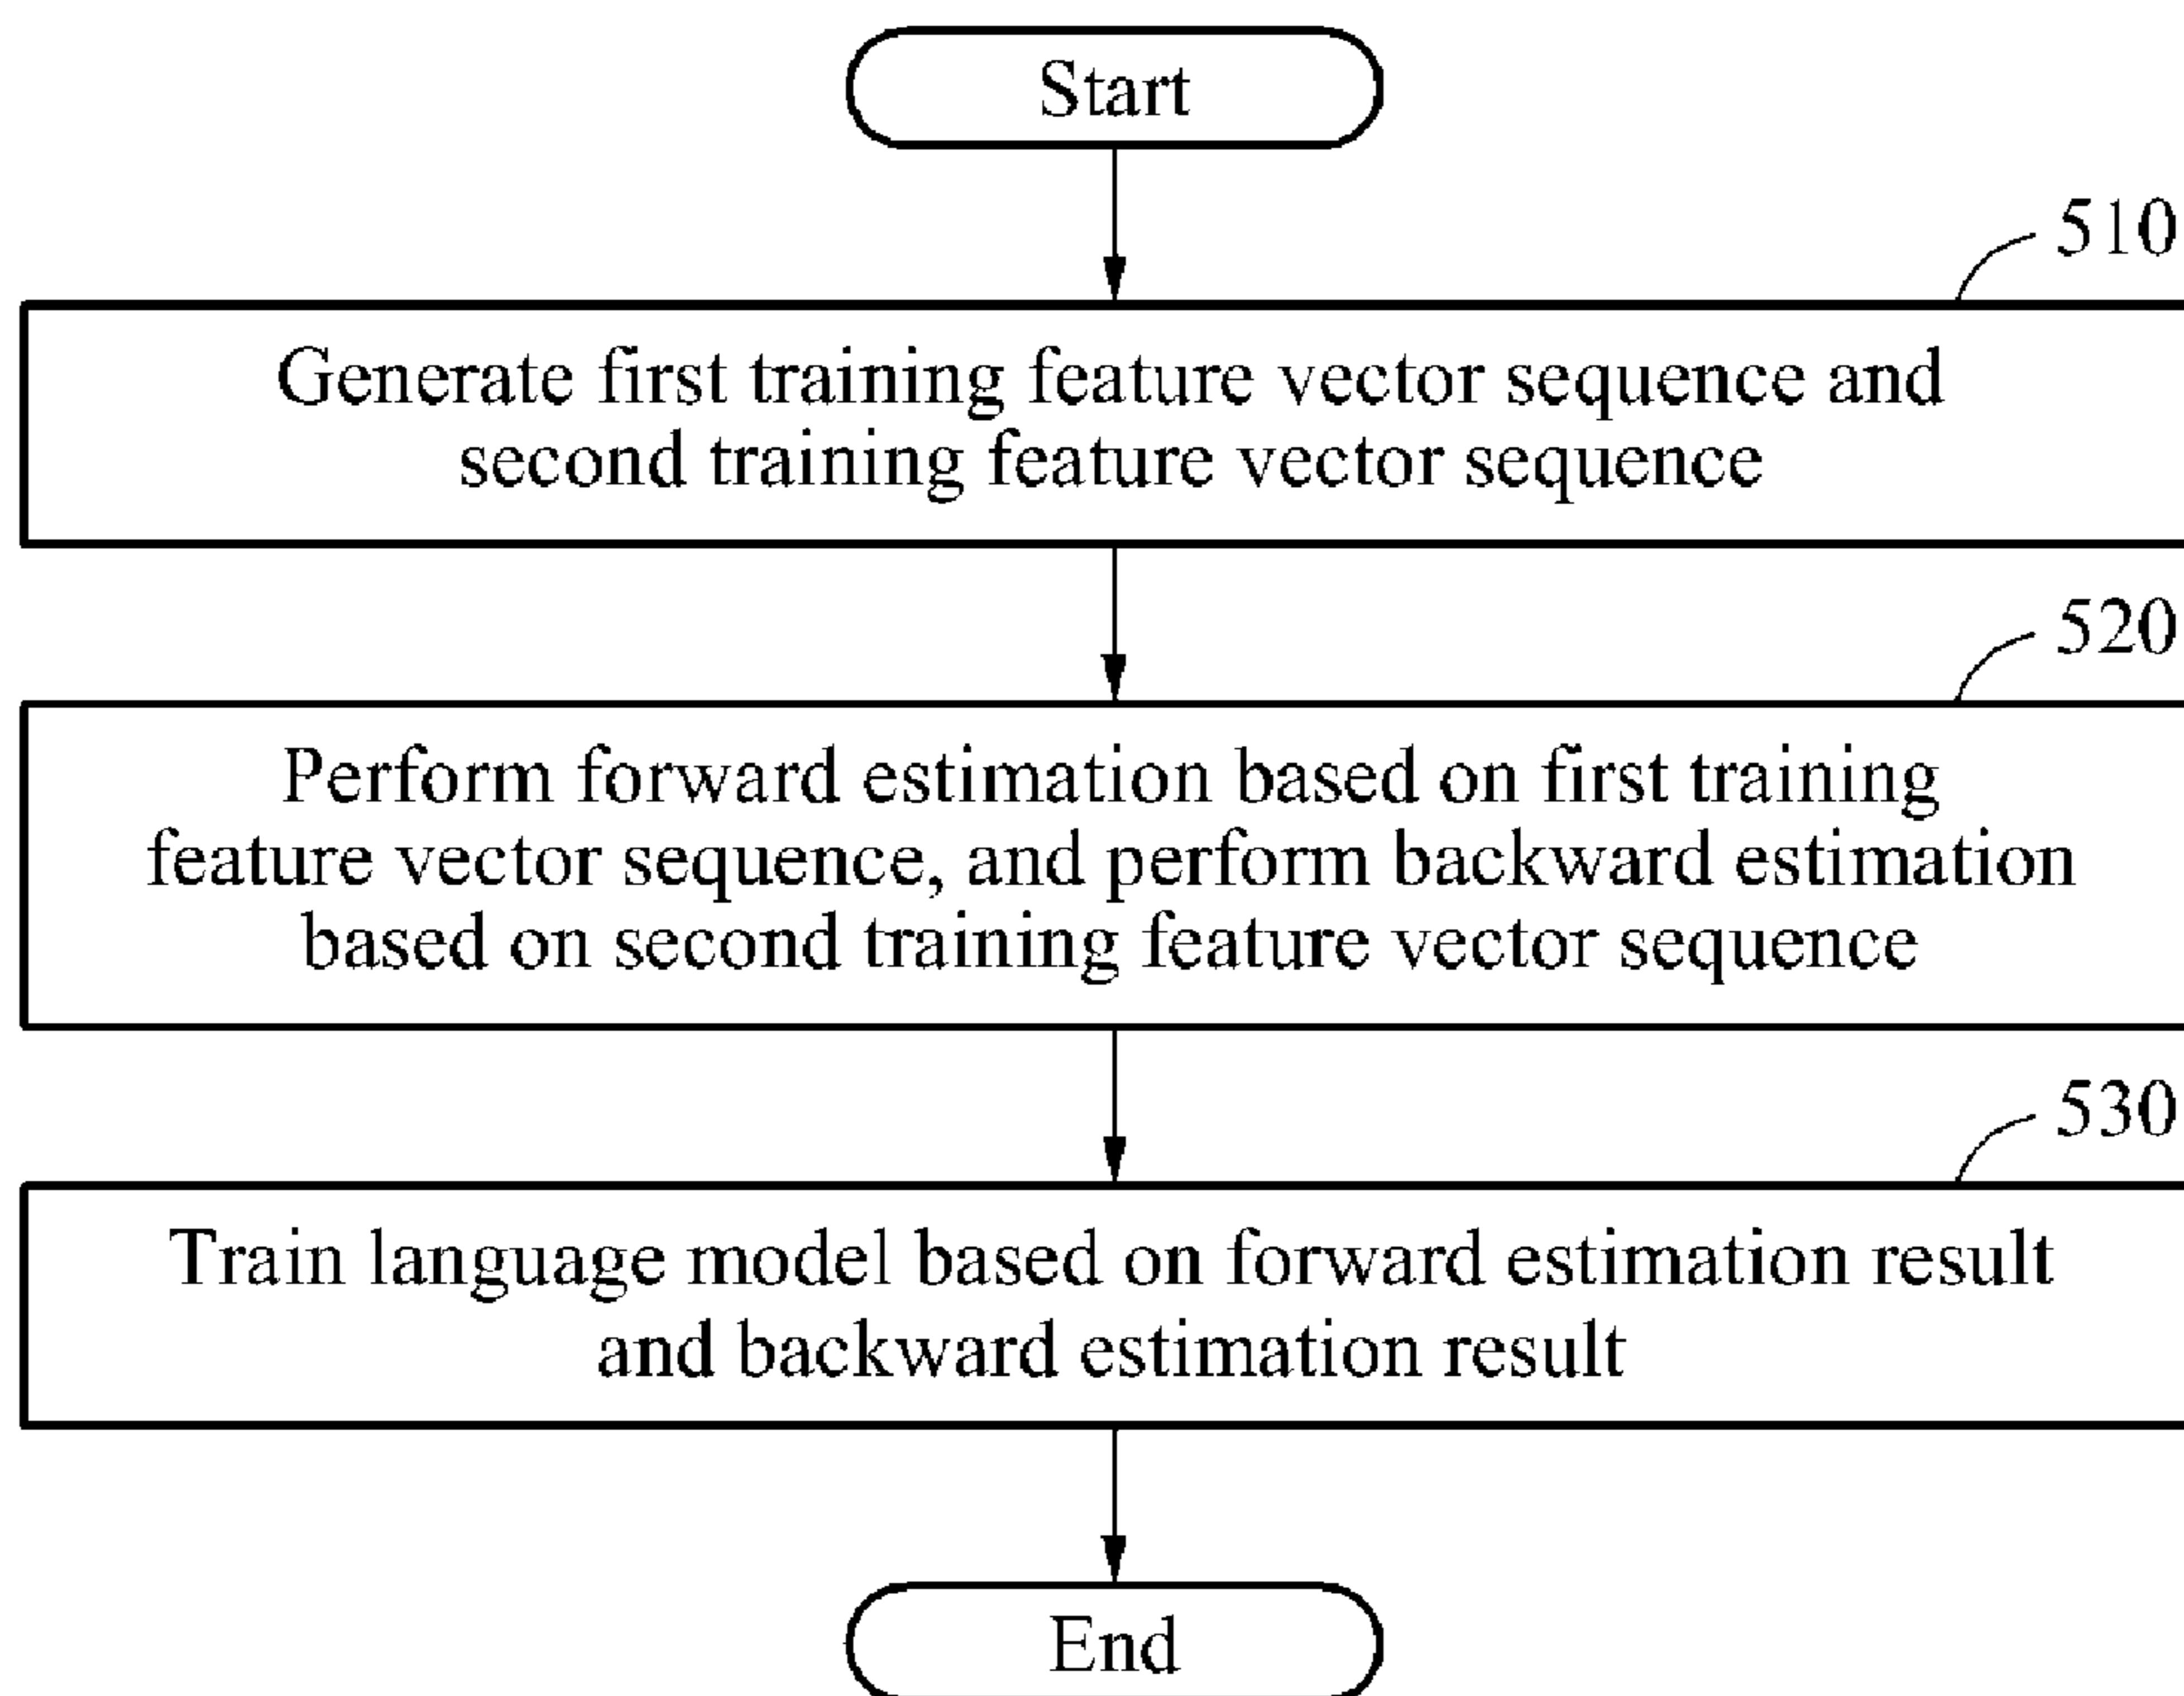 Start
510
Generate first training feature vector sequence and
second training feature vector sequence
520
Perform forward estimation based on first training
feature vector sequence, and perform backward estimation
based on second training feature vector sequence
530
Train language model based on forward estimation result
and backward estimation result
End